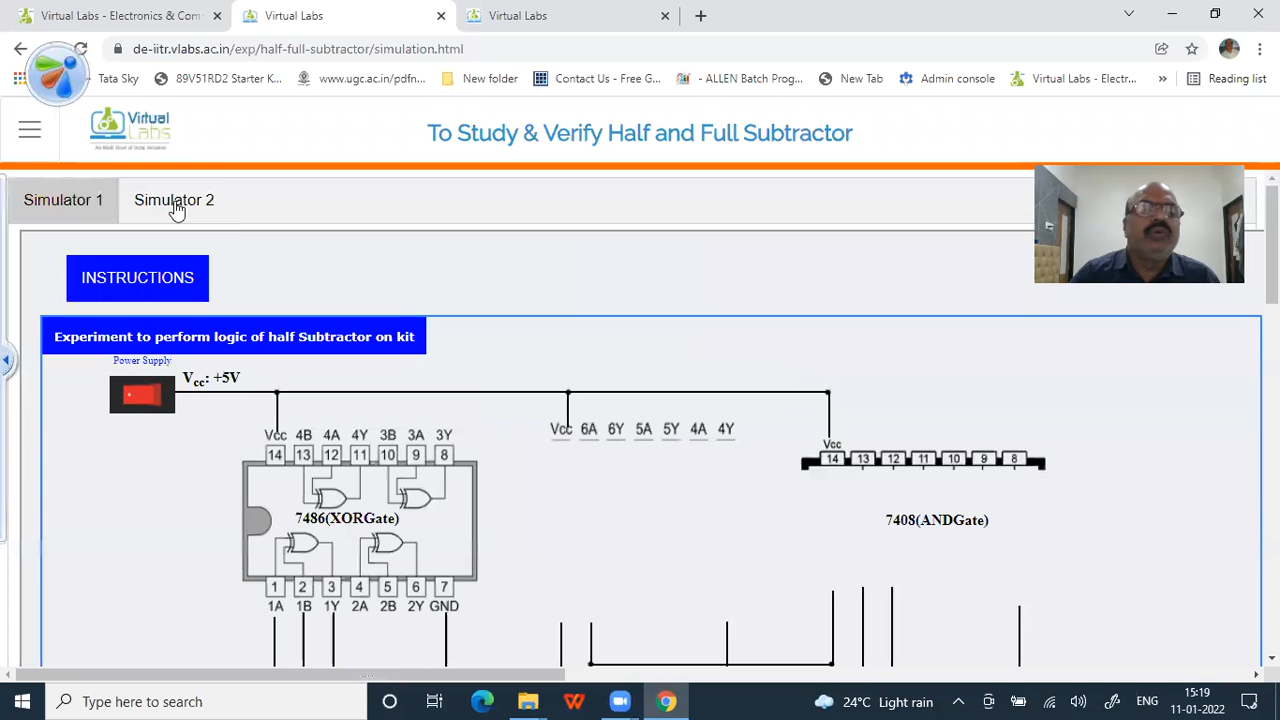 Virtual Labs - Electronics & Com
Virtual Labs
Virtual Labs
de-iitr.vlabs.ac.in/exp/half-full-subtractor/simulation.html
Tata Sky
89V51RD2 Starter K...
www.ugc.ac.in/pdfn...
New folder
Contact Us - Free G...
- ALLEN Batch Prog...
New Tab
Admin console
Virtual Labs - Electr...
»
Reading list
Virtual
Labs
To Study & Verify Half and Full Subtractor
Simulator 1
Simulator 2
INSTRUCTIONS
Experiment to perform logic of half Subtractor on kit
Power Supply
Vcc: +5V
Vcc 4B 4A 4Y 3B 3A 3Y
14 13 12 11 10 9 8
7486(XORGate)
1 2 3 4 5 6 7
1A 1B 1Y 2A 2B 2Y GND
Vcc 6A 6Y 5A 5Y 4A 4Y
Vcc
14 13 12 11 10 9 8
7408(ANDGate)
Type here to search
24°C Light rain
ENG
15:19
11-01-2022